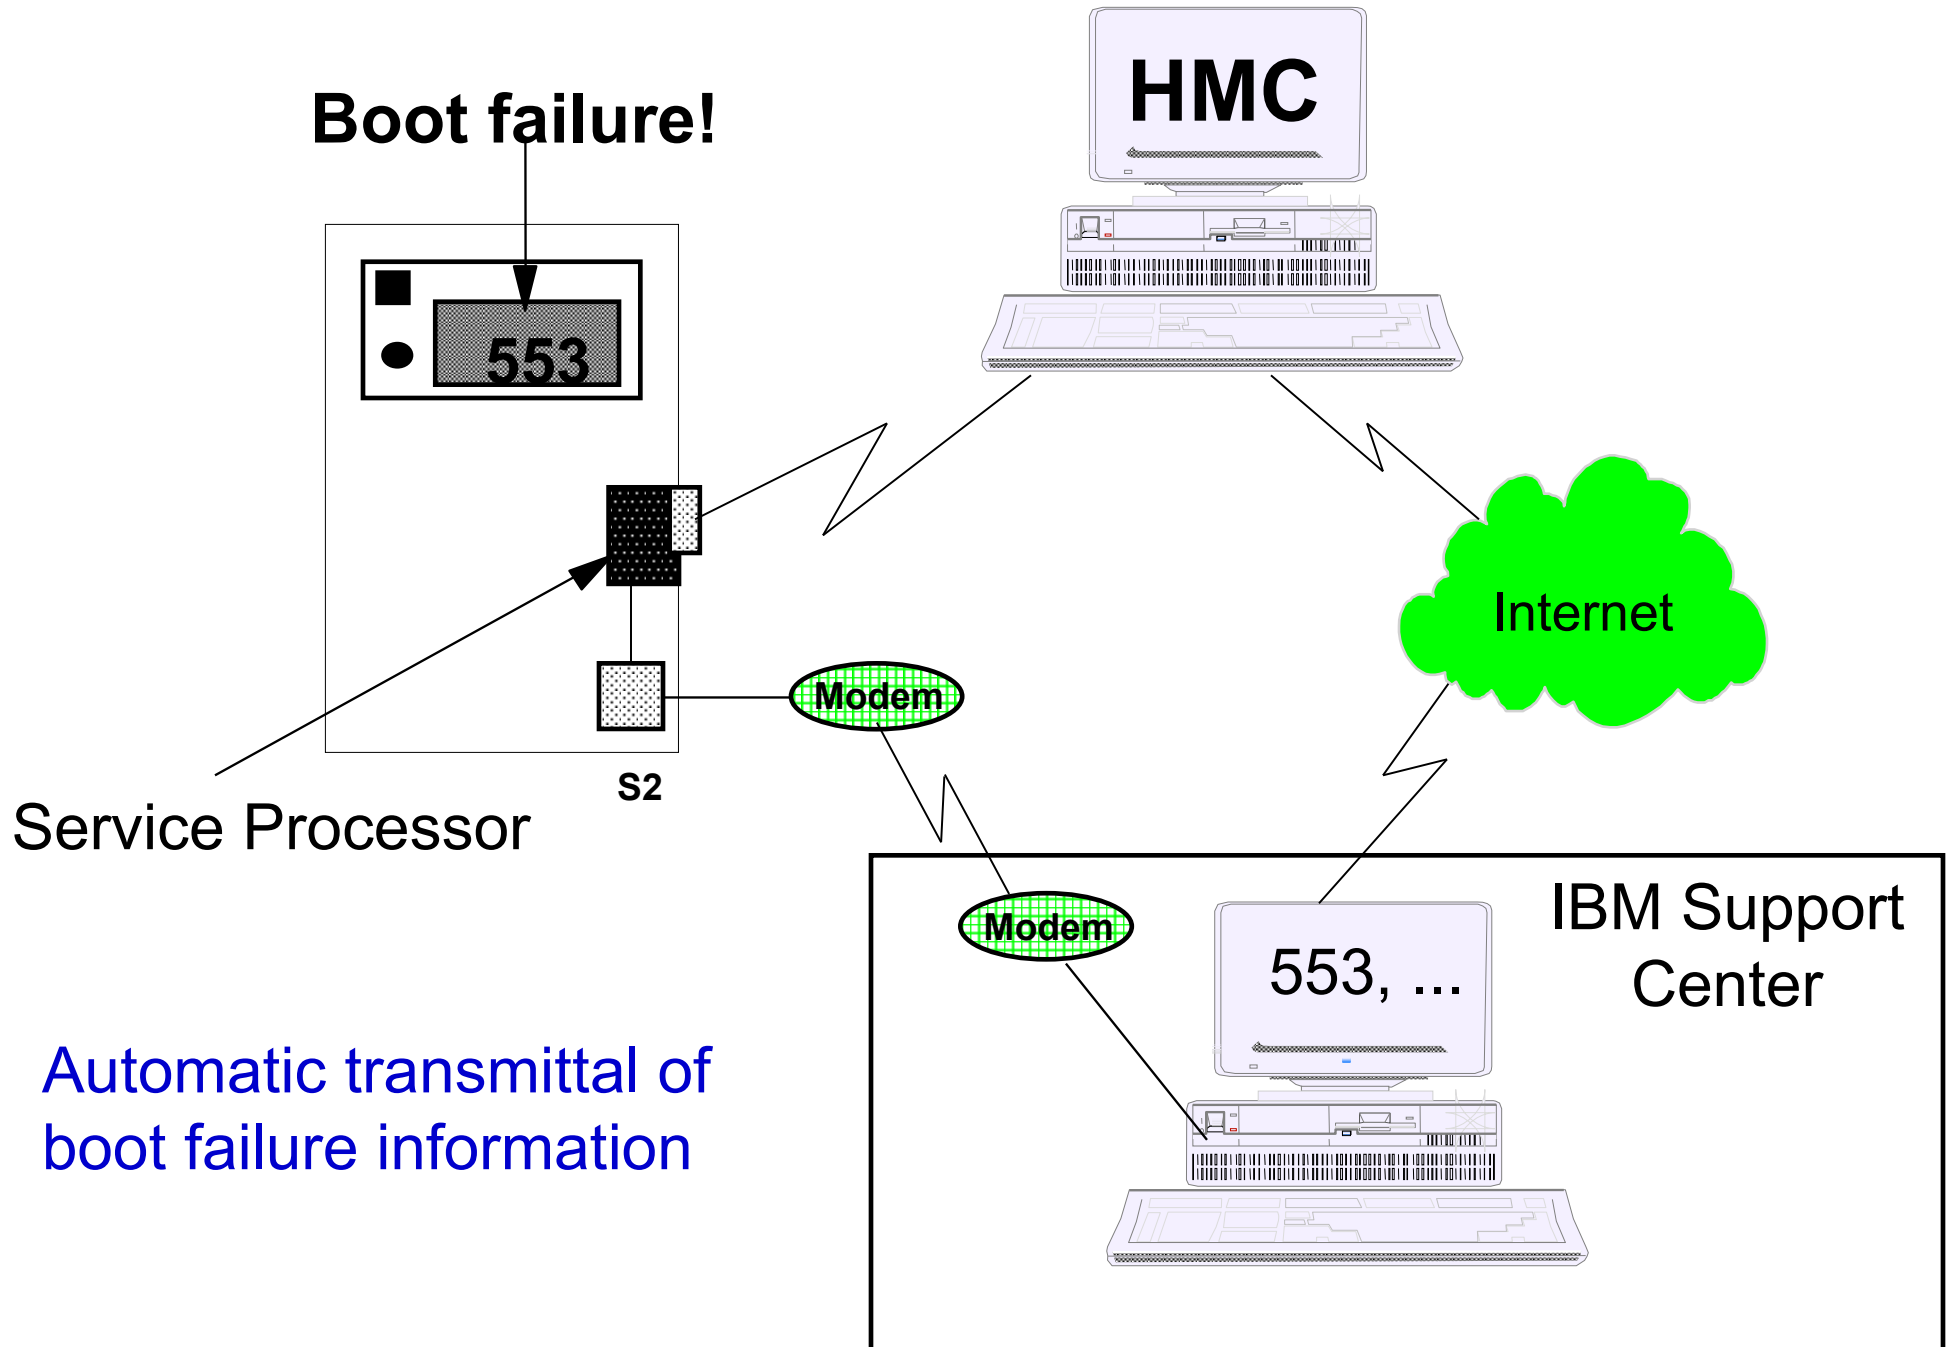 HMC
Boot failure!
553
Internet
Modem
S2
Service Processor
IBM Support
Center
Modem
553, ...
Automatic transmittal of
boot failure information